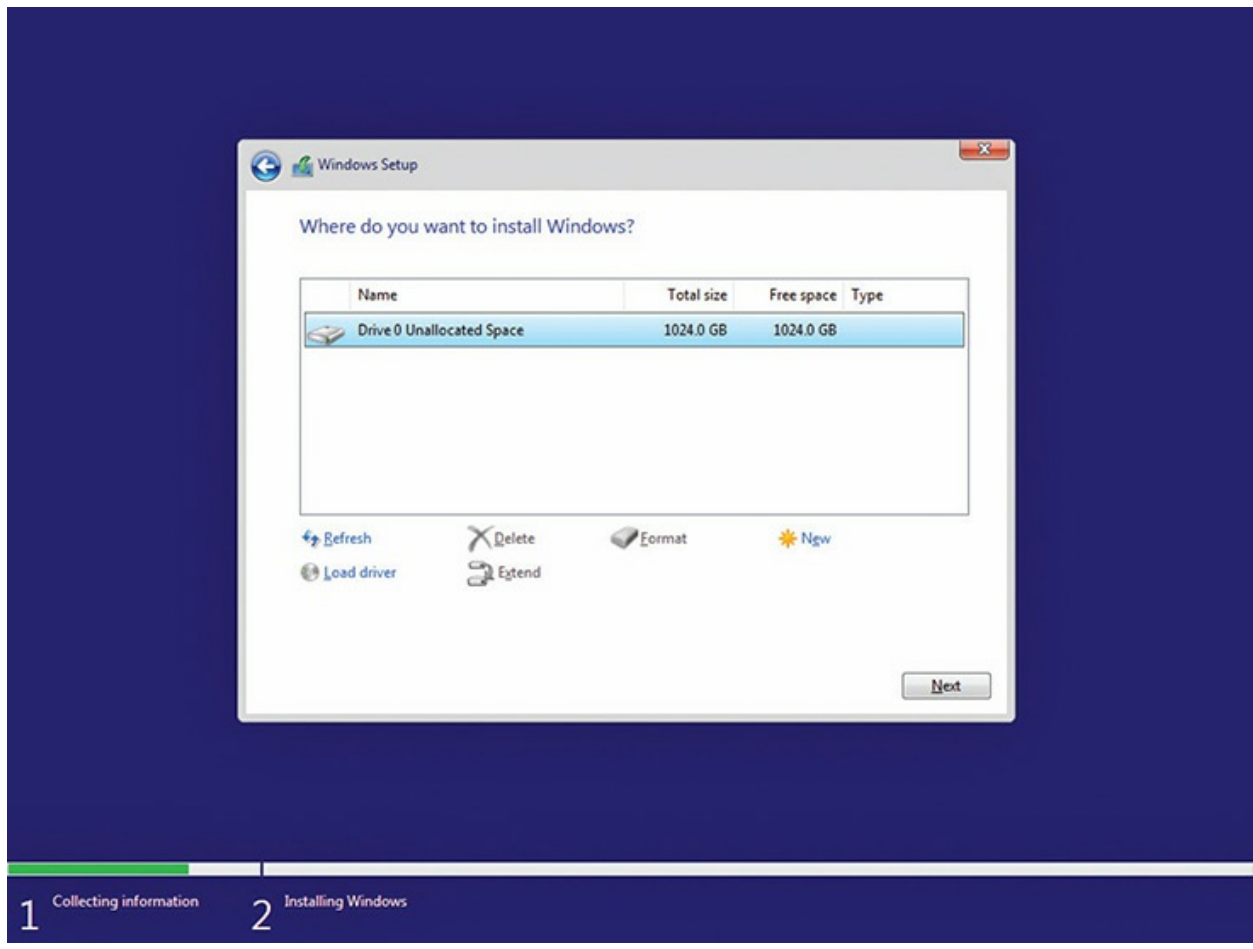 Windows Setup
Where do you want to install Windows?
Name Total size Free space Type
Drive 0 Unallocated Space 1024.0 GB 1024.0 GB
Refresh Delete Format New
Load driver Extend
Next
1 Collecting information 2 Installing Windows